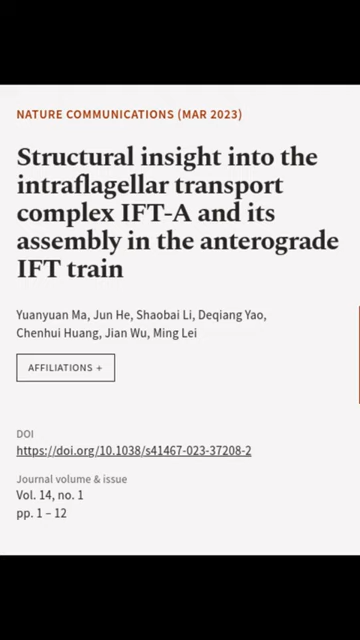 NATURE COMMUNICATIONS (MAR 2023)
Structural insight into the
intraflagellar transport
complex IFT-A and its
assembly in the anterograde
IFT train
Yuanyuan Ma, Jun He, Shaobai Li, Deqiang Yao,
Chenhui Huang, Jian Wu, Ming Lei
AFFILIATIONS +
DOI
https://doi.org/10.1038/s41467-023-37208-2
Journal volume & issue
Vol. 14, no. 1
pp. 1 – 12